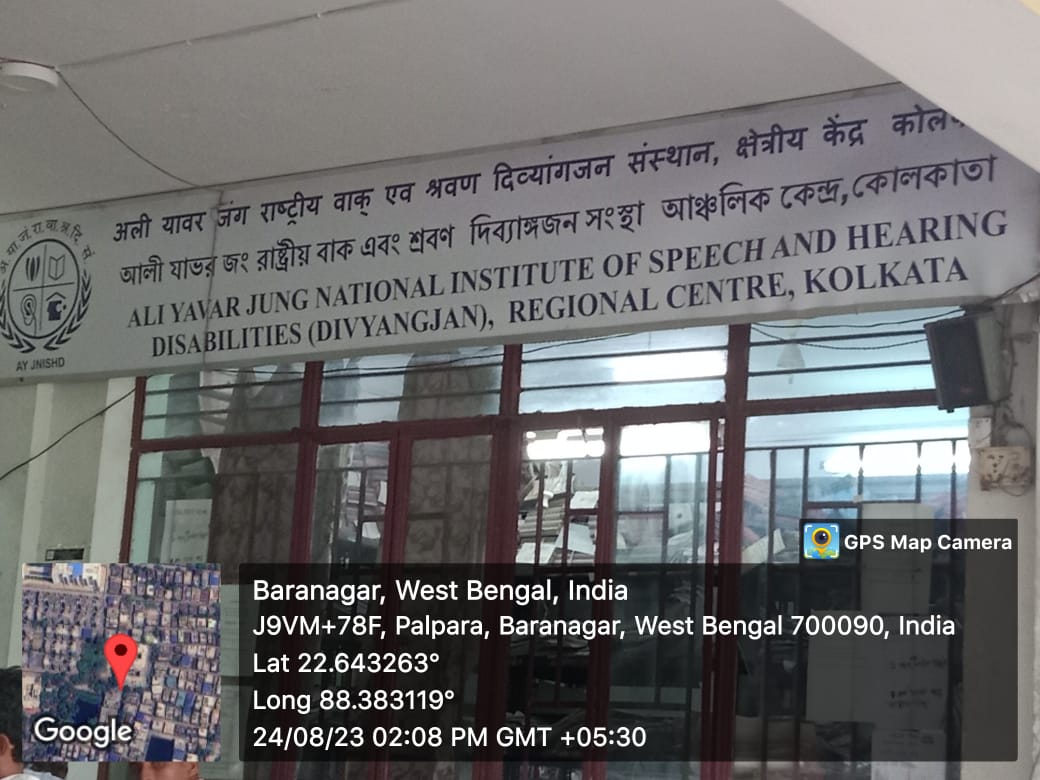 अली यावर जंग राष्ट्रीय वाक् एव श्रवण दिव्यांगजन संस्थान, क्षेत्रीय केंद्र
আলী যাভর জং রাষ্ট্রীয় বাক এবং শ্রবণ দিব্যাঙ্গজন সংস্থা আঞ্চলিক কেন্দ্র,কোলকাতা
ALI YAVAR JUNG NATIONAL INSTITUTE OF SPEECH AND HEARING
DISABILITIES (DIVYANGJAN), REGIONAL CENTRE, KOLKATA
AY JNISHD
GPS Map Camera
Baranagar, West Bengal, India
J9VM+78F, Palpara, Baranagar, West Bengal 700090, India
Lat 22.643263°
Long 88.383119°
24/08/23 02:08 PM GMT +05:30
Google